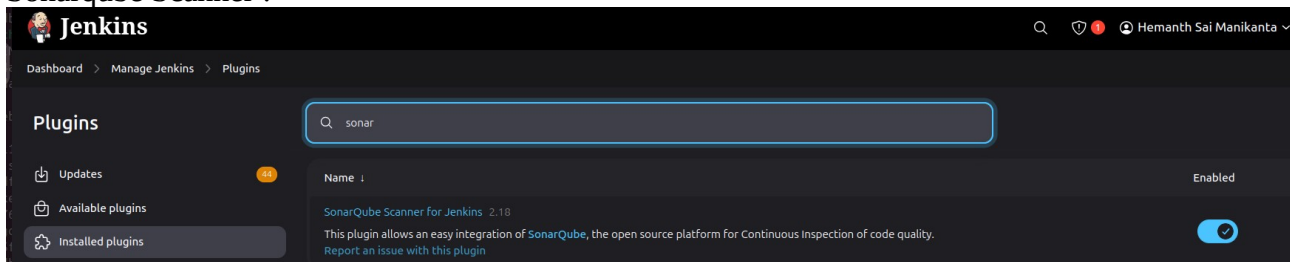 Sonarqube Scanner .
Jenkins
1 Hemanth Sai Manikanta
Dashboard > Manage Jenkins > Plugins
Plugins
sonar
Updates 44
Name ↓ Enabled
Available plugins
SonarQube Scanner for Jenkins 2.18
Installed plugins
This plugin allows an easy integration of SonarQube, the open source platform for Continuous Inspection of code quality.
Report an issue with this plugin